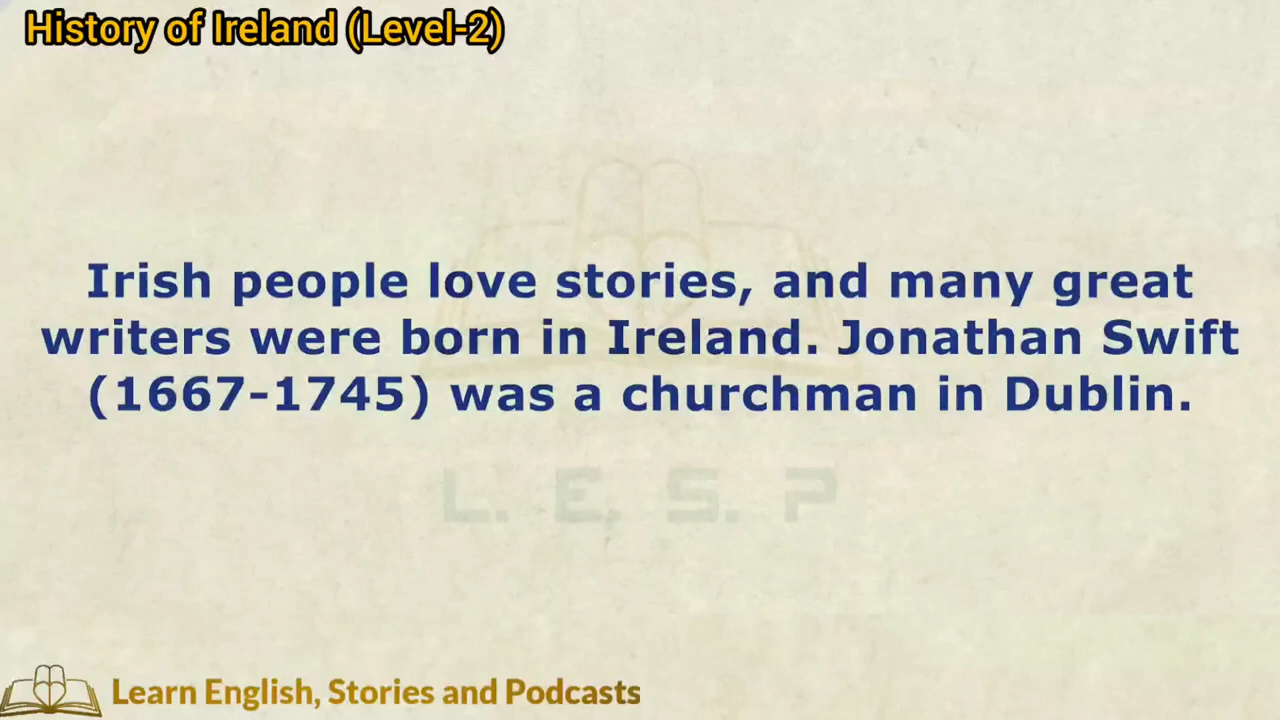 History of Ireland (Level-2)
Irish people love stories, and many great
writers were born in Ireland. Jonathan Swift
(1667-1745) was a churchman in Dublin.
L. E. S. P
Learn English, Stories and Podcasts